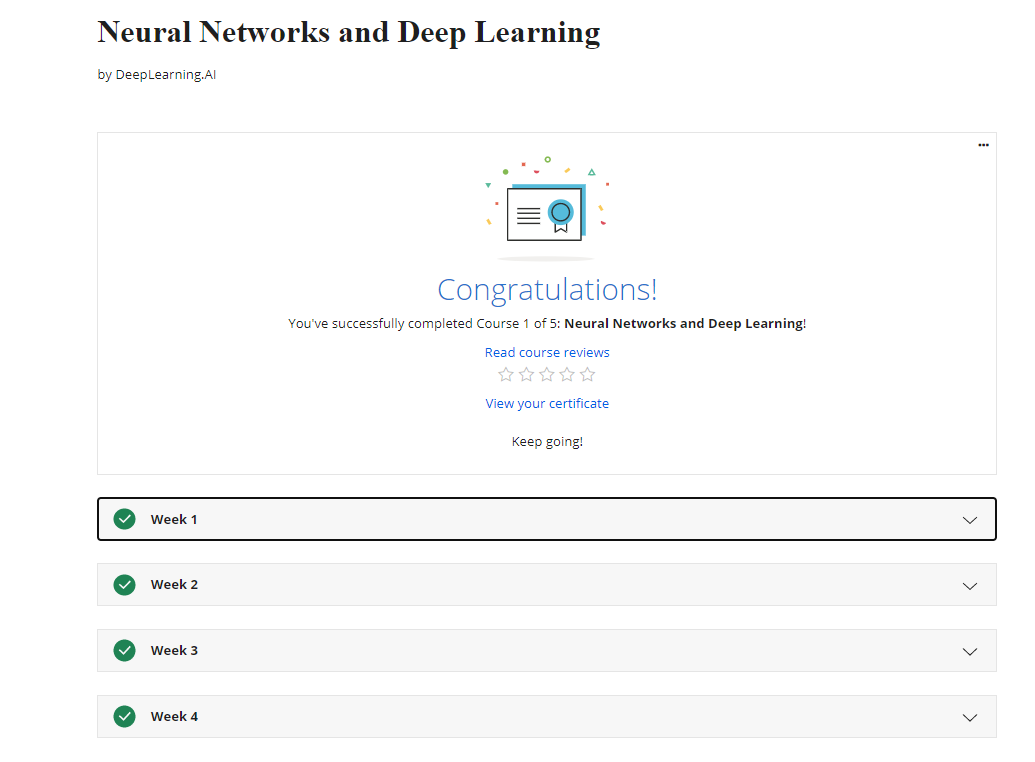 Neural Networks and Deep Learning
by DeepLearning.AI
Congratulations!
You've successfully completed Course 1 of 5: Neural Networks and Deep Learning!
Read course reviews
View your certificate
Keep going!
Week 1
Week 2
Week 3
Week 4